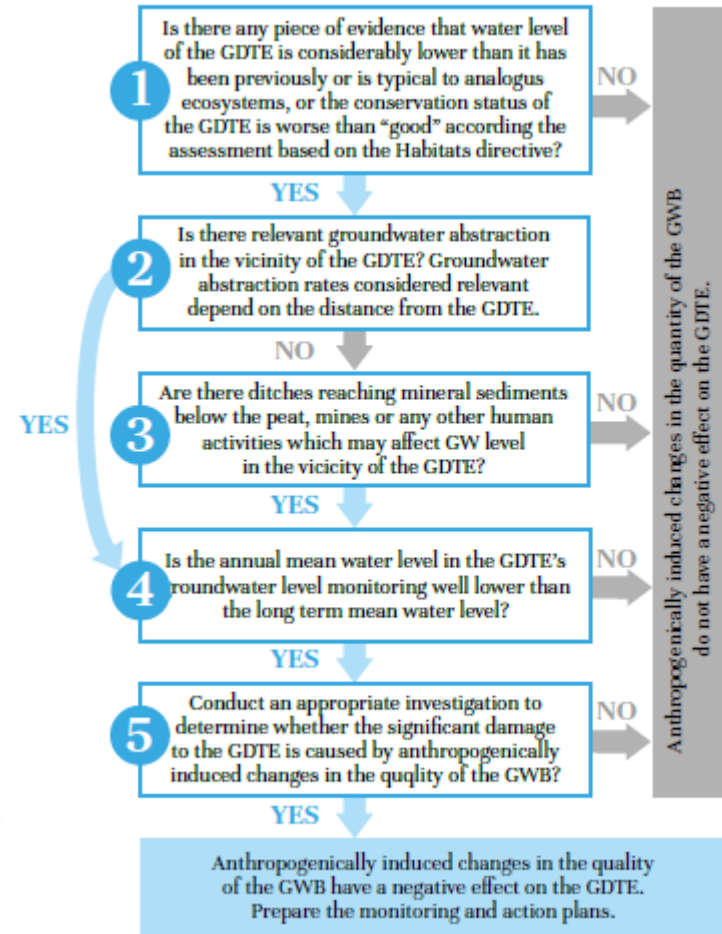 Is there any piece of evidence that water level
of the GDTE is considerably lower than it has
been previously or is typical to analogus
ecosystems, or the conservation status of
the GDTE is worse than “good” according the
assessment based on the Habitats directive?
1
NO
YES
Is there relevant groundwater abstraction
in the vicinity of the GDTE? Groundwater
abstraction rates considered relevant
depend on the distance from the GDTE.
2
NO
YES
Are there ditches reaching mineral sediments
below the peat, mines or any other human
activities which may affect GW level
in the vicicity of the GDTE?
3
NO
YES
Is the annual mean water level in the GDTE’s
roundwater level monitoring well lower than
the long term mean water level?
4
NO
YES
Conduct an appropriate investigation to
determine whether the significant damage
to the GDTE is caused by anthropogenically
induced changes in the quqlity of the GWB?
5
NO
YES
Anthropogenically induced changes in the quality
of the GWB have a negative effect on the GDTE.
Prepare the monitoring and action plans.
Anthropogenically induced changes in the quantity of the GWB
do not have a negative effect on the GDTE.